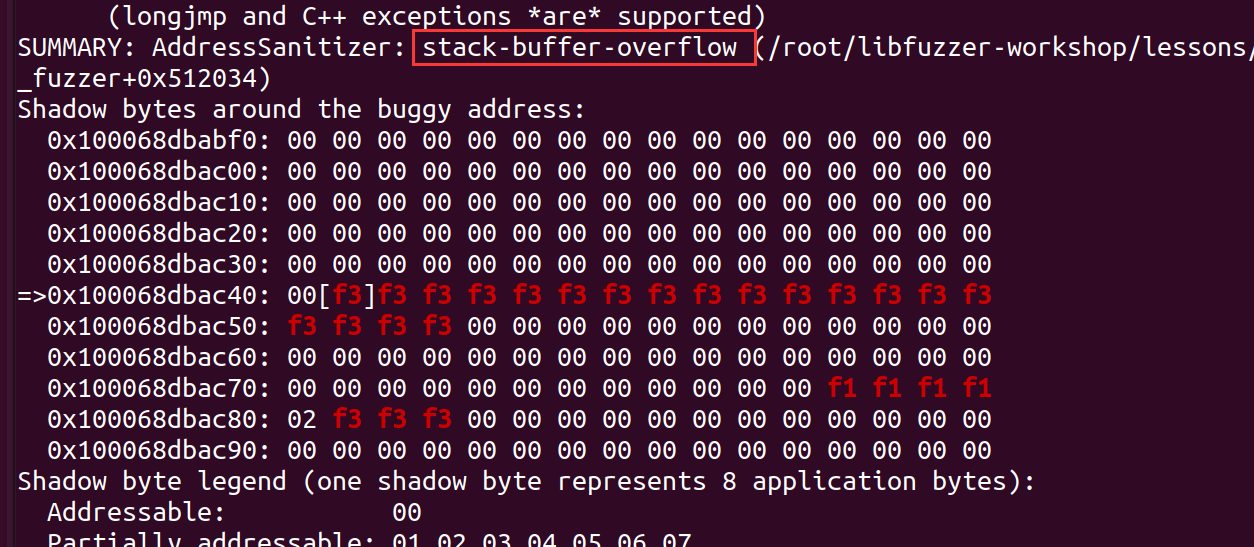 (longjmp and C++ exceptions *are* supported)
SUMMARY: AddressSanitizer: stack-buffer-overflow (/root/libfuzzer-workshop/lessons/
_fuzzer+0x512034)
Shadow bytes around the buggy address:
0x100068dbabf0: 00 00 00 00 00 00 00 00 00 00 00 00 00 00 00 00
0x100068dbac00: 00 00 00 00 00 00 00 00 00 00 00 00 00 00 00 00
0x100068dbac10: 00 00 00 00 00 00 00 00 00 00 00 00 00 00 00 00
0x100068dbac20: 00 00 00 00 00 00 00 00 00 00 00 00 00 00 00 00
0x100068dbac30: 00 00 00 00 00 00 00 00 00 00 00 00 00 00 00 00
=>0x100068dbac40: 00[f3]f3 f3 f3 f3 f3 f3 f3 f3 f3 f3 f3 f3 f3 f3
0x100068dbac50: f3 f3 f3 f3 00 00 00 00 00 00 00 00 00 00 00 00
0x100068dbac60: 00 00 00 00 00 00 00 00 00 00 00 00 00 00 00 00
0x100068dbac70: 00 00 00 00 00 00 00 00 00 00 00 00 f1 f1 f1 f1
0x100068dbac80: 02 f3 f3 f3 00 00 00 00 00 00 00 00 00 00 00 00
0x100068dbac90: 00 00 00 00 00 00 00 00 00 00 00 00 00 00 00 00
Shadow byte legend (one shadow byte represents 8 application bytes):
Addressable: 00
Partially addressable: 01 02 03 04 05 06 07